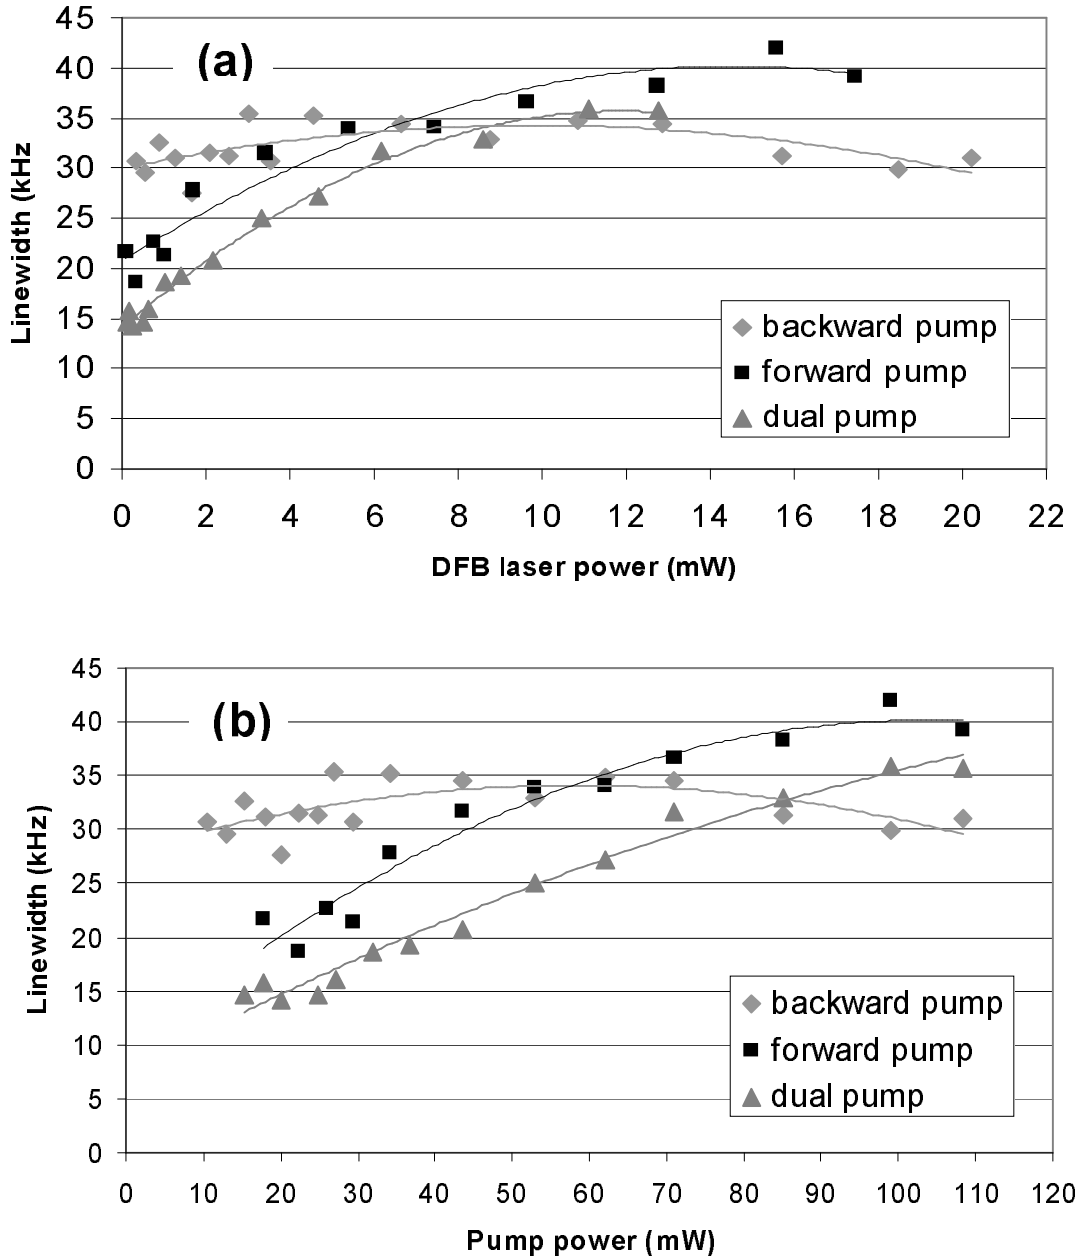 45
(a)
40
35
30
25
20
15
10
5
0
Linewidth (kHz)
backward pump
forward pump
dual pump
0 2 4 6 8 10 12 14 16 18 20 22
DFB laser power (mW)
45
(b)
40
35
30
25
20
15
10
5
0
Linewidth (kHz)
backward pump
forward pump
dual pump
0 10 20 30 40 50 60 70 80 90 100 110 120
Pump power (mW)